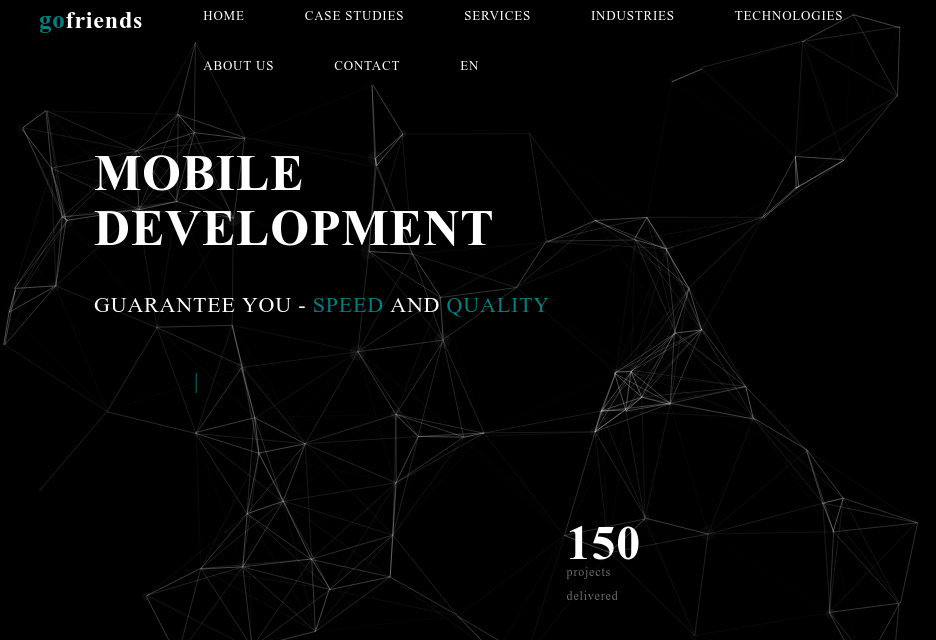 gofriends
HOME CASE STUDIES SERVICES INDUSTRIES TECHNOLOGIES
ABOUT US CONTACT EN
MOBILE
DEVELOPMENT
GUARANTEE YOU - SPEED AND QUALITY
150
projects
delivered